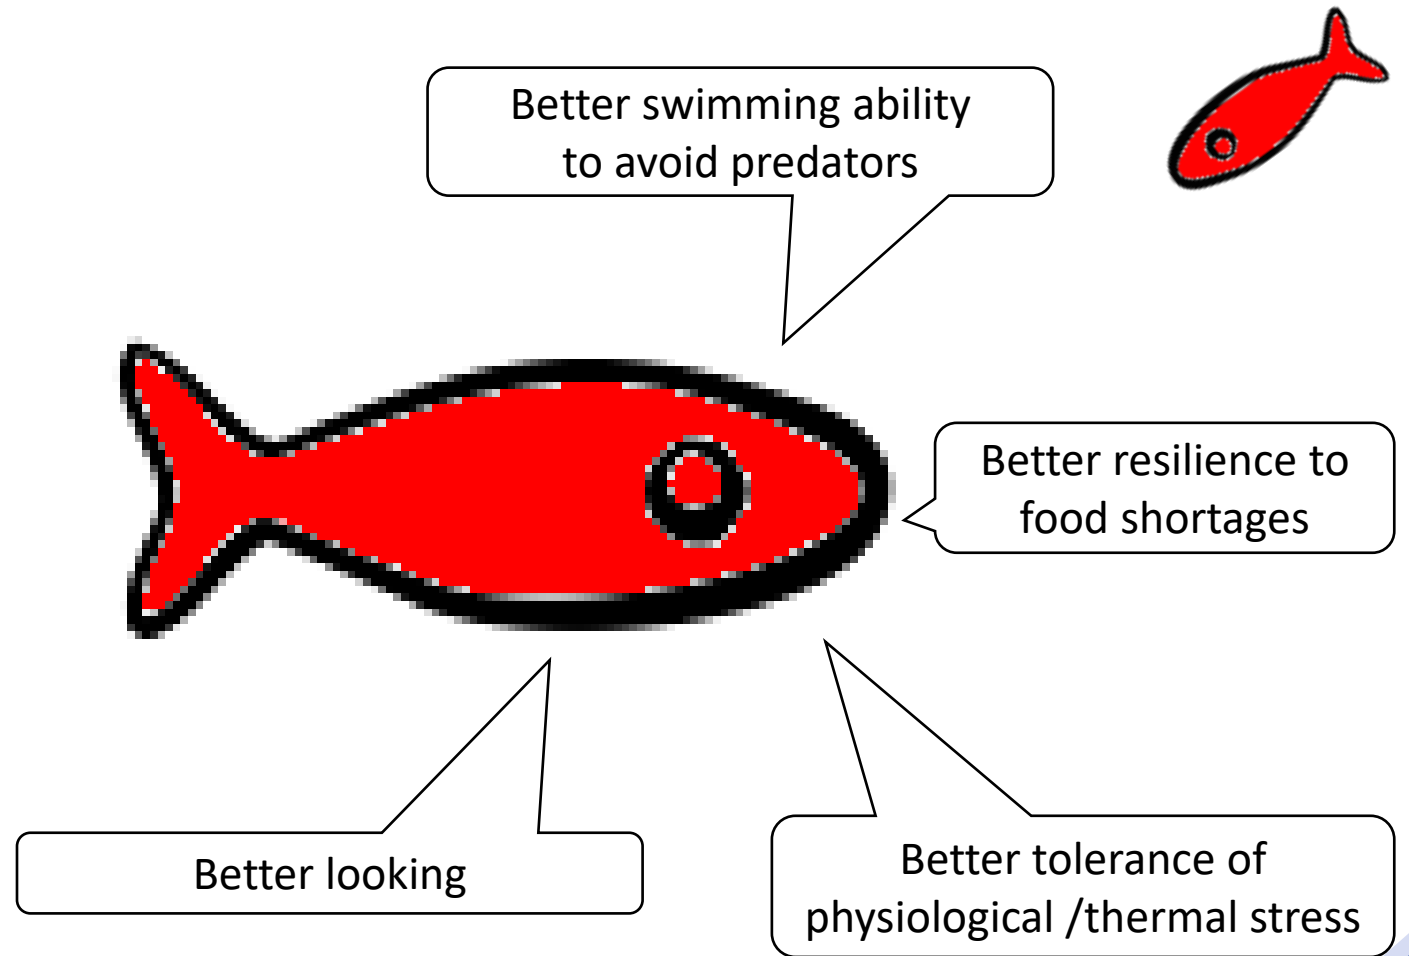 Better swimming ability
to avoid predators
Better resilience to
food shortages
Better looking
Better tolerance of
physiological /thermal stress